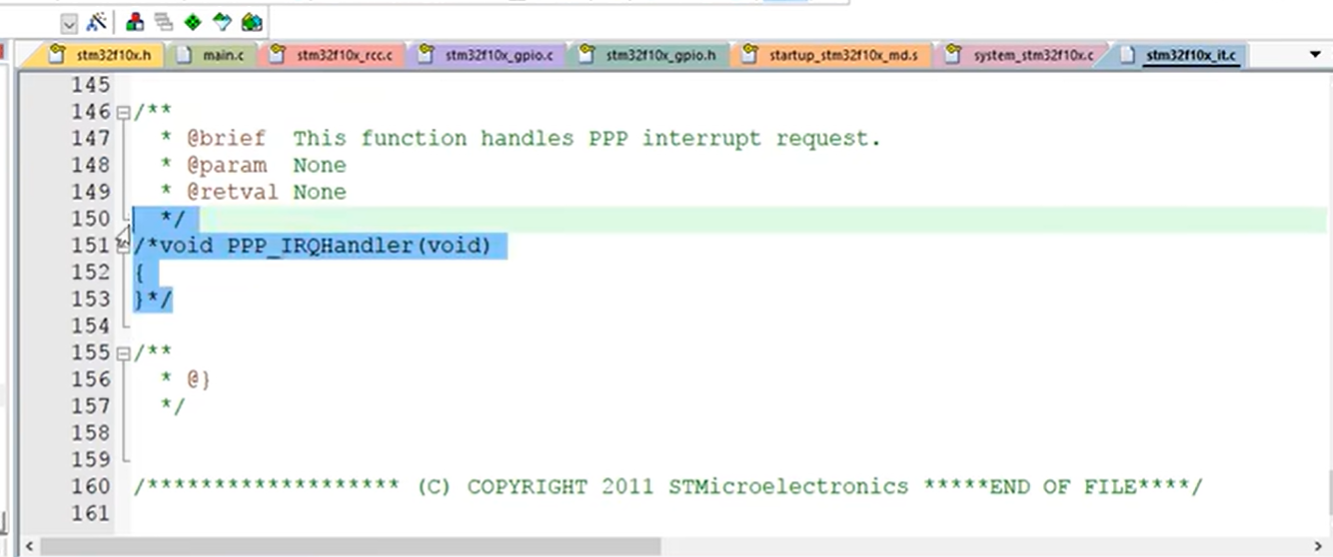 stm32f10x.h main.c stm32f10x_rcc.c stm32f10x_gpio.c stm32f10x_gpio.h startup_stm32f10x_md.s system_stm32f10x.c stm32f10x_it.c
145
146 /**
147 * @brief  This function handles PPP interrupt request.
148 * @param  None
149 * @retval None
150 */
151 /*void PPP_IRQHandler(void)
152 {
153 }*/
154
155 /**
156 * @}
157 */
158
159
160 /******************* (C) COPYRIGHT 2011 STMicroelectronics *****END OF FILE****/
161